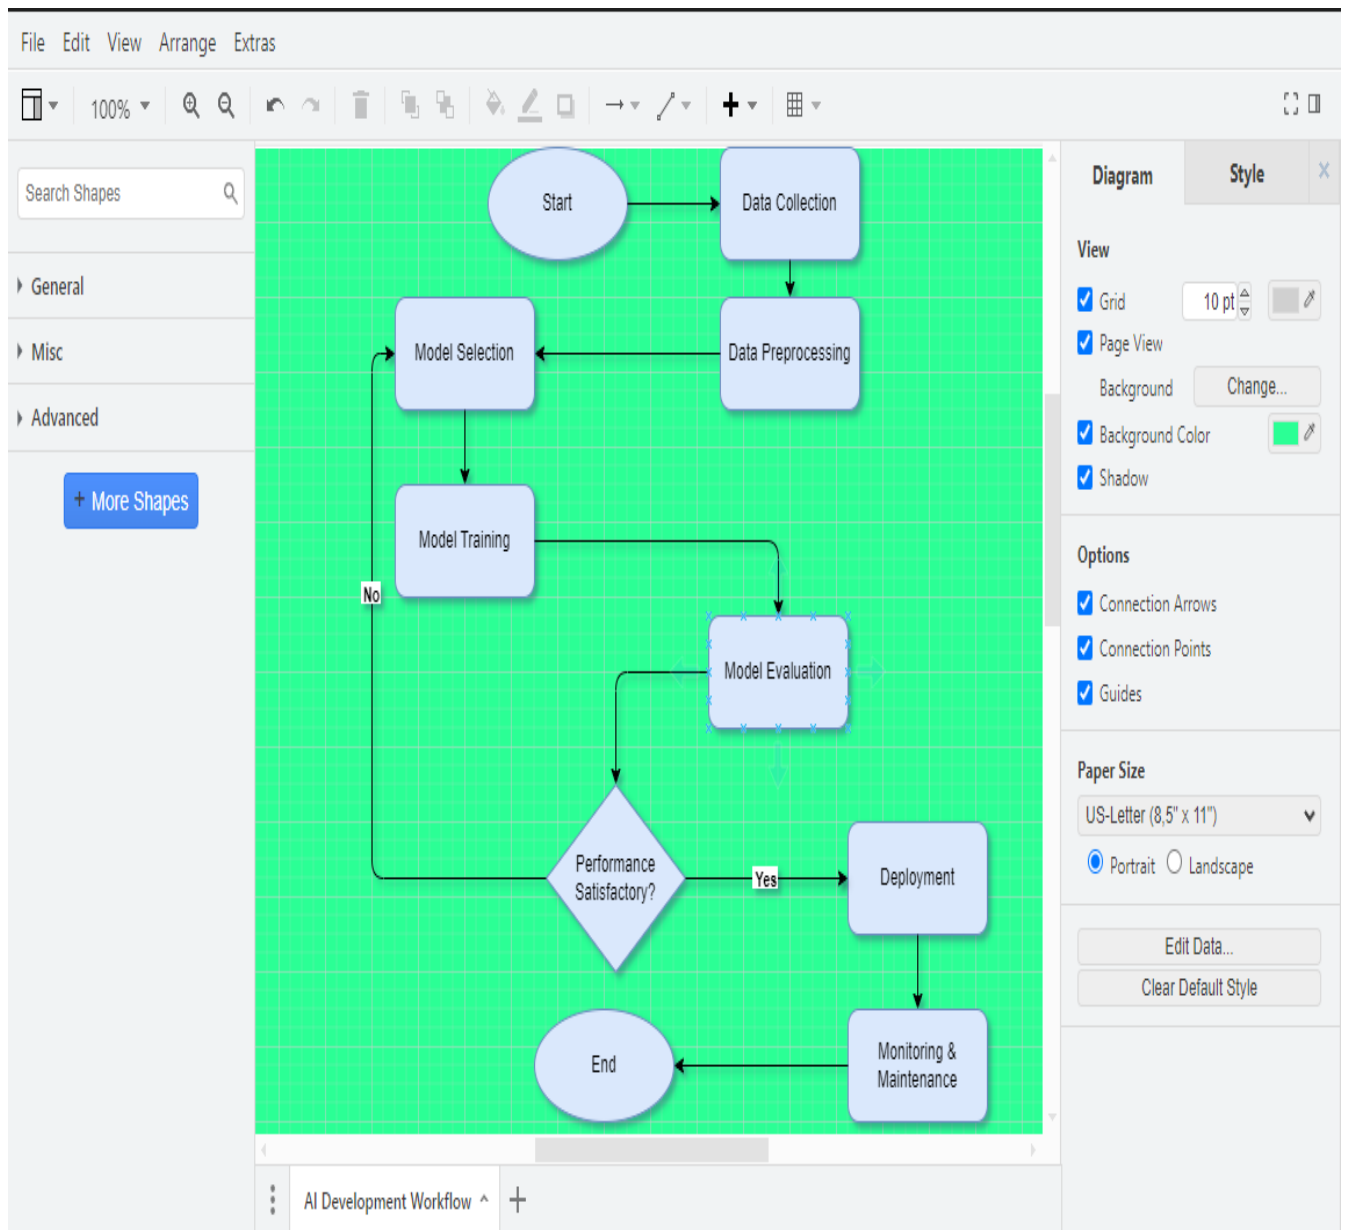 File Edit View Arrange Extras
100%
Search Shapes
General
Misc
Advanced
+ More Shapes
Start
Data Collection
Model Selection
Data Preprocessing
Model Training
No
Model Evaluation
Performance
Satisfactory?
Yes
Deployment
End
Monitoring &
Maintenance
AI Development Workflow
Diagram
Style
View
Grid
10 pt
Page View
Background
Change...
Background Color
Shadow
Options
Connection Arrows
Connection Points
Guides
Paper Size
US-Letter (8,5" x 11")
Portrait
Landscape
Edit Data...
Clear Default Style